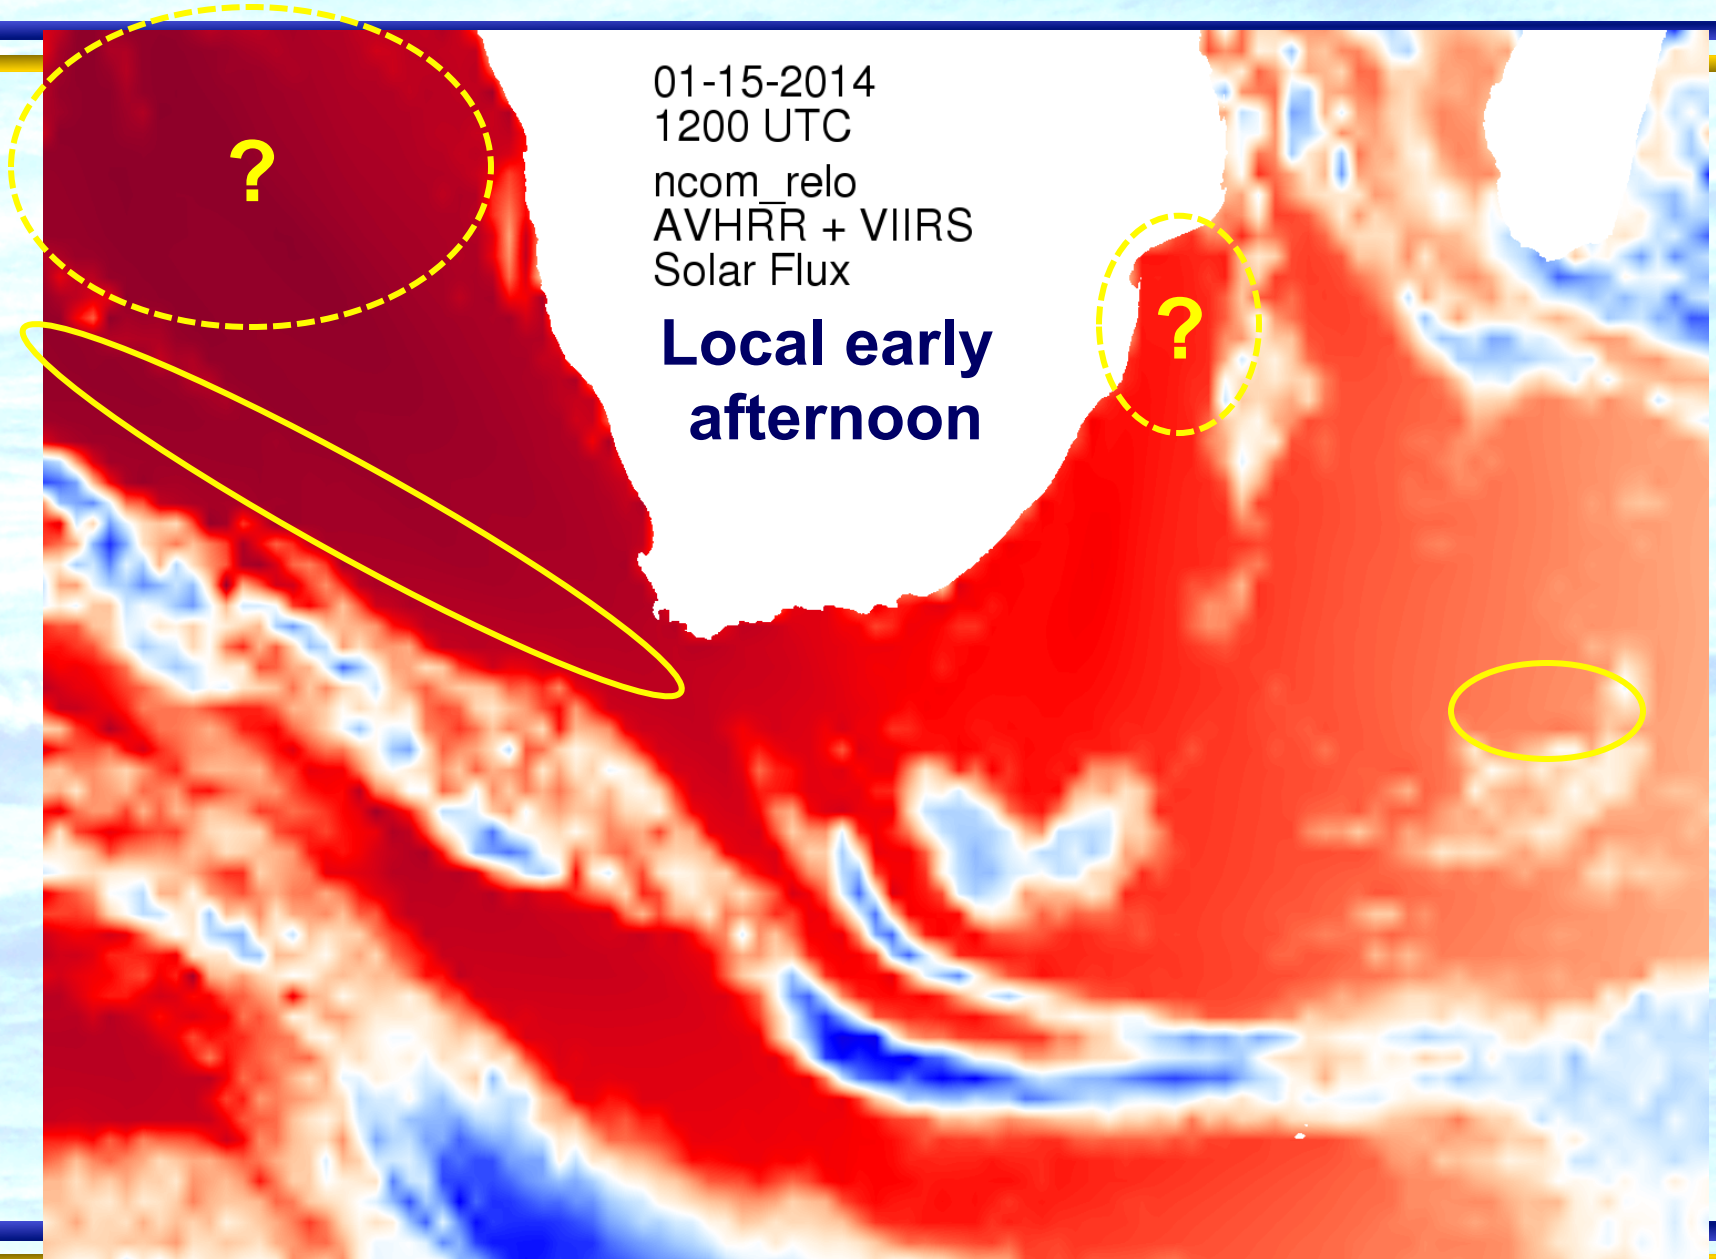 ?
01-15-2014
1200 UTC
ncom_relo
AVHRR + VIIRS
Solar Flux
Local early
afternoon
?